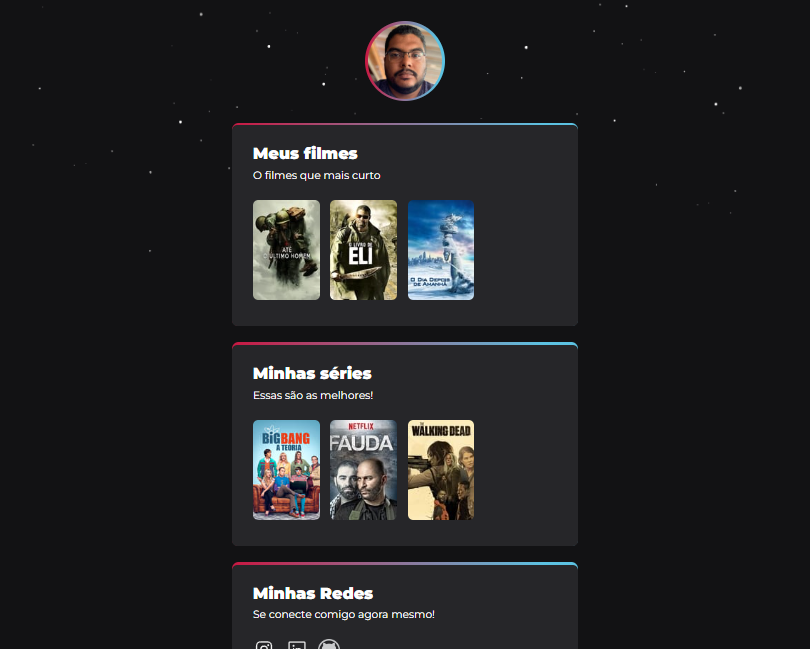 Meus filmes
O filmes que mais curto
ATÉ
O ÚLTIMO HOMEM
O LIVRO DE
ELI
O DIA DEPOIS
DE AMANHÃ
Minhas séries
Essas são as melhores!
BIG BANG
A TEORIA
NETFLIX
FAUDA
THE
WALKING DEAD
Minhas Redes
Se conecte comigo agora mesmo!